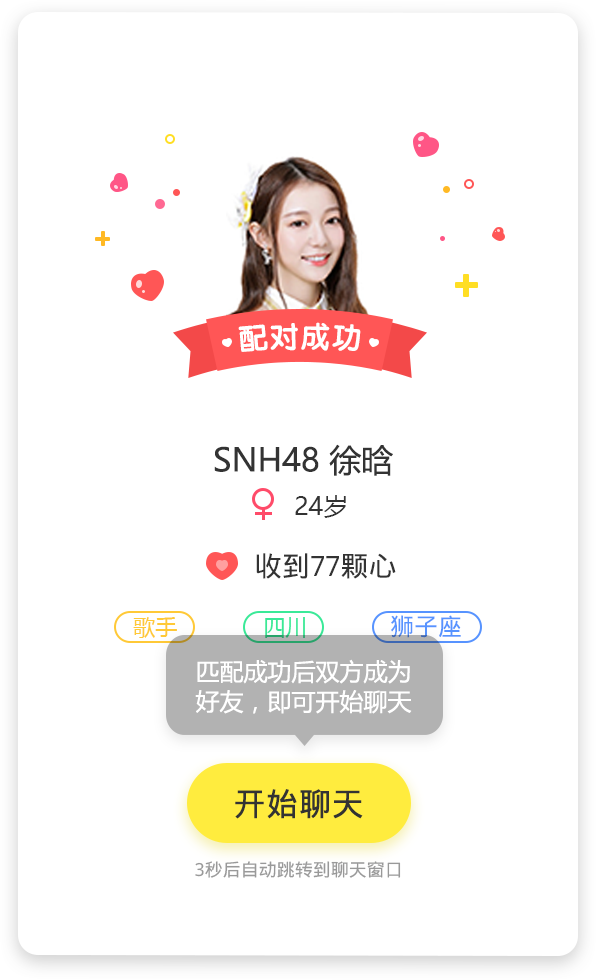 配对成功
SNH48 徐晗
24岁
收到77颗心
歌手 四川 狮子座
匹配成功后双方成为
好友，即可开始聊天
开始聊天
3秒后自动跳转到聊天窗口